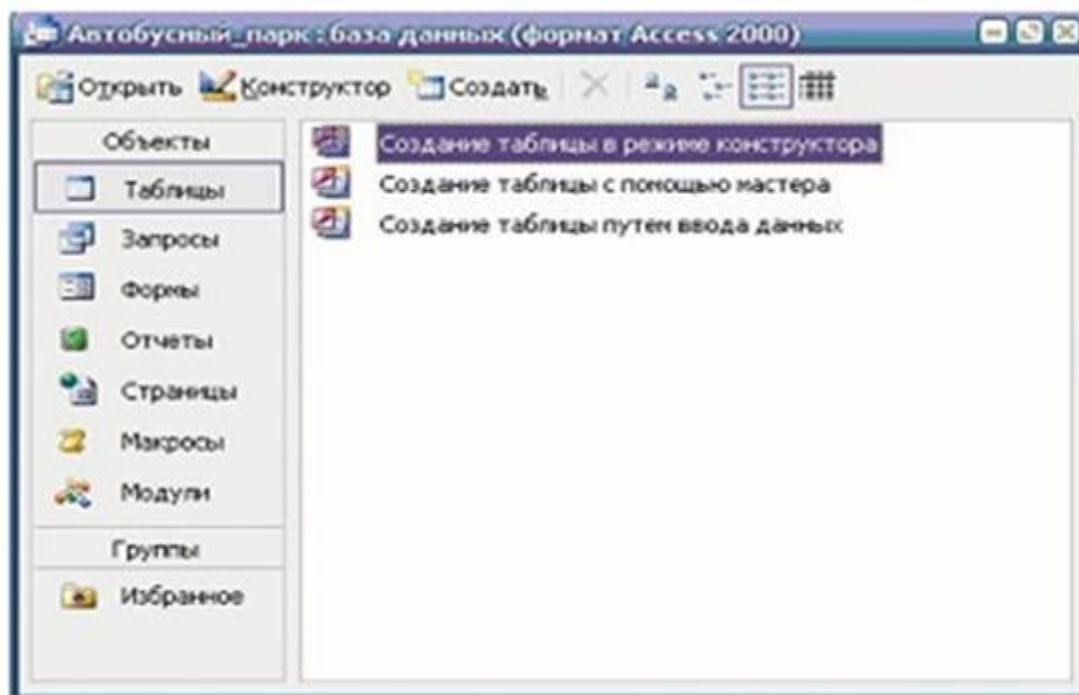 Автобусный_парк : база данных (формат Access 2000)
Открыть Конструктор Создать
Объекты
Таблицы
Запросы
Формы
Отчеты
Страницы
Макросы
Модули
Группы
Избранное
Создание таблицы в режиме конструктора
Создание таблицы с помощью мастера
Создание таблицы путем ввода данных